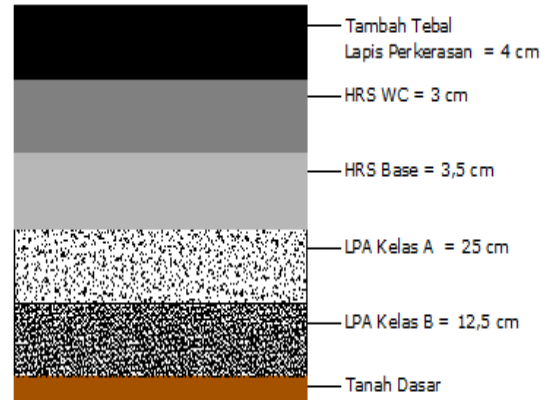 Tambah Tebal
Lapis Perkerasan = 4 cm
HRS WC = 3 cm
HRS Base = 3,5 cm
LPA Kelas A = 25 cm
LPA Kelas B = 12,5 cm
Tanah Dasar